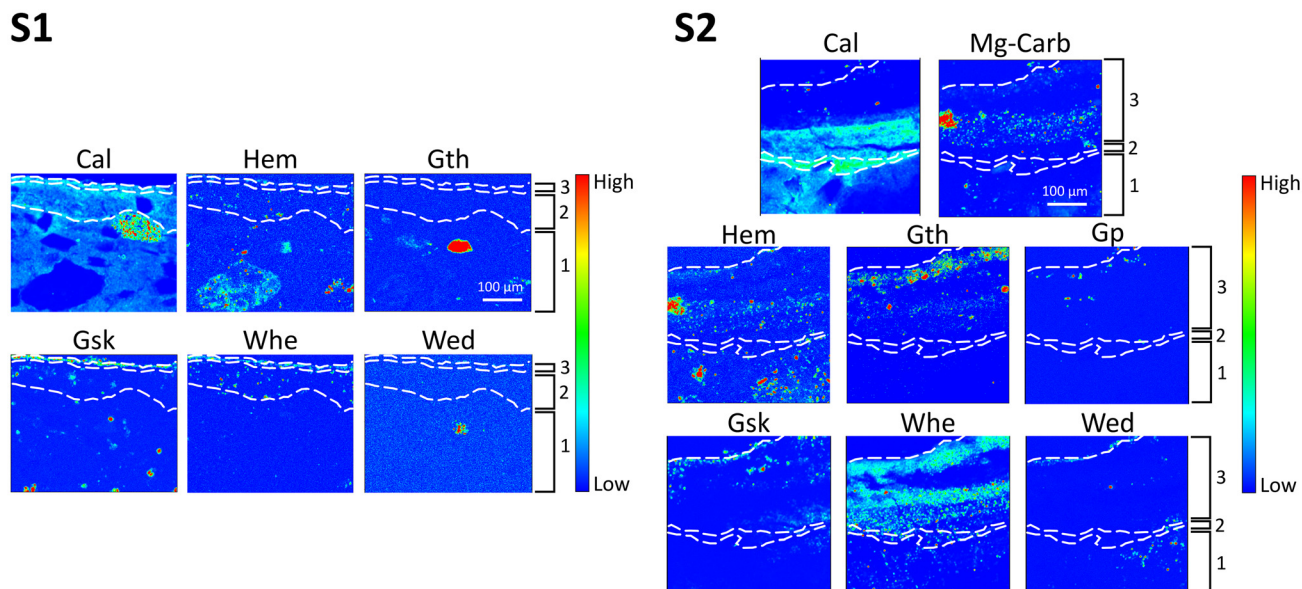 S1
S2
Cal Mg-Carb
3
2
1
100 μm
Cal Hem Gth
3
2
1
100 μm
High
Low
Gsk Whe Wed
3
2
1
High
Low
Hem Gth Gp
3
2
1
Gsk Whe Wed
3
2
1